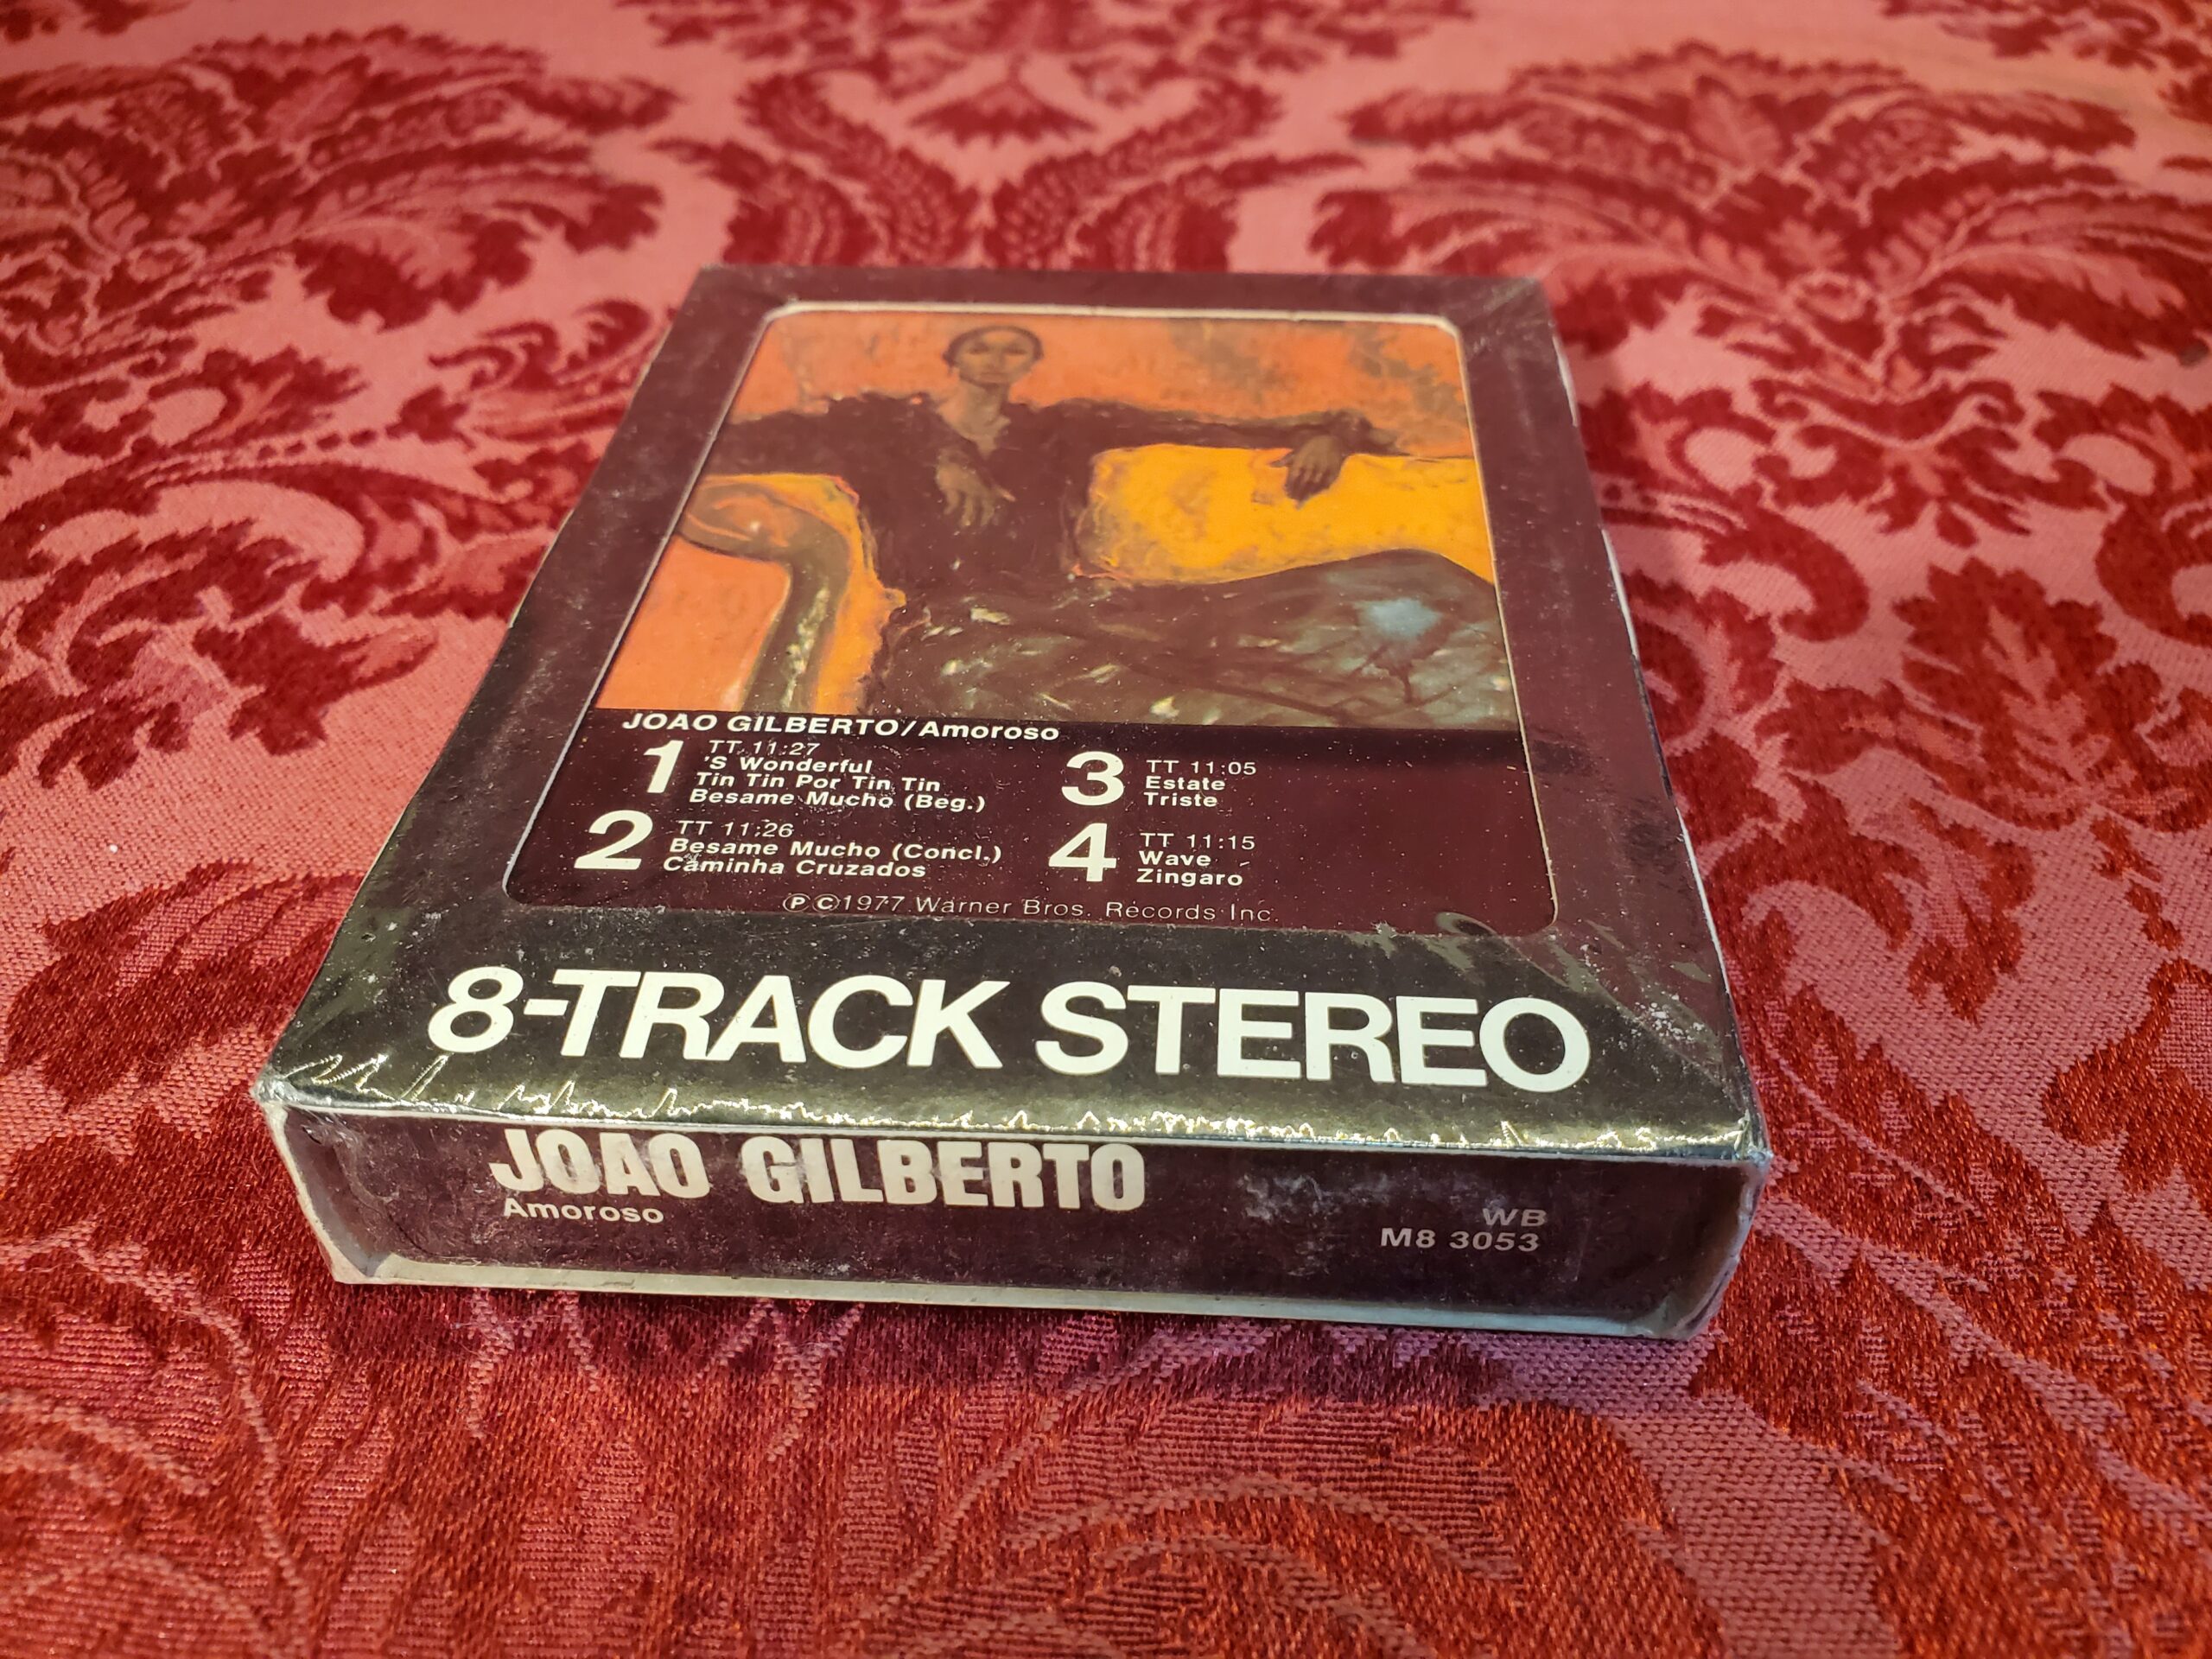 JOAO GILBERTO/Amoroso
1 TT 11:27
'S Wonderful
Tin Tin Por Tin Tin
Besame Mucho (Beg.)
2 TT 11:26
Besame Mucho (Concl.)
Caminha Cruzados
3 TT 11:05
Estate
Triste
4 TT 11:15
Wave
Zingaro
Ⓟ©1977 Warner Bros. Records Inc.
8-TRACK STEREO
JOAO GILBERTO
Amoroso
WB
M8 3053